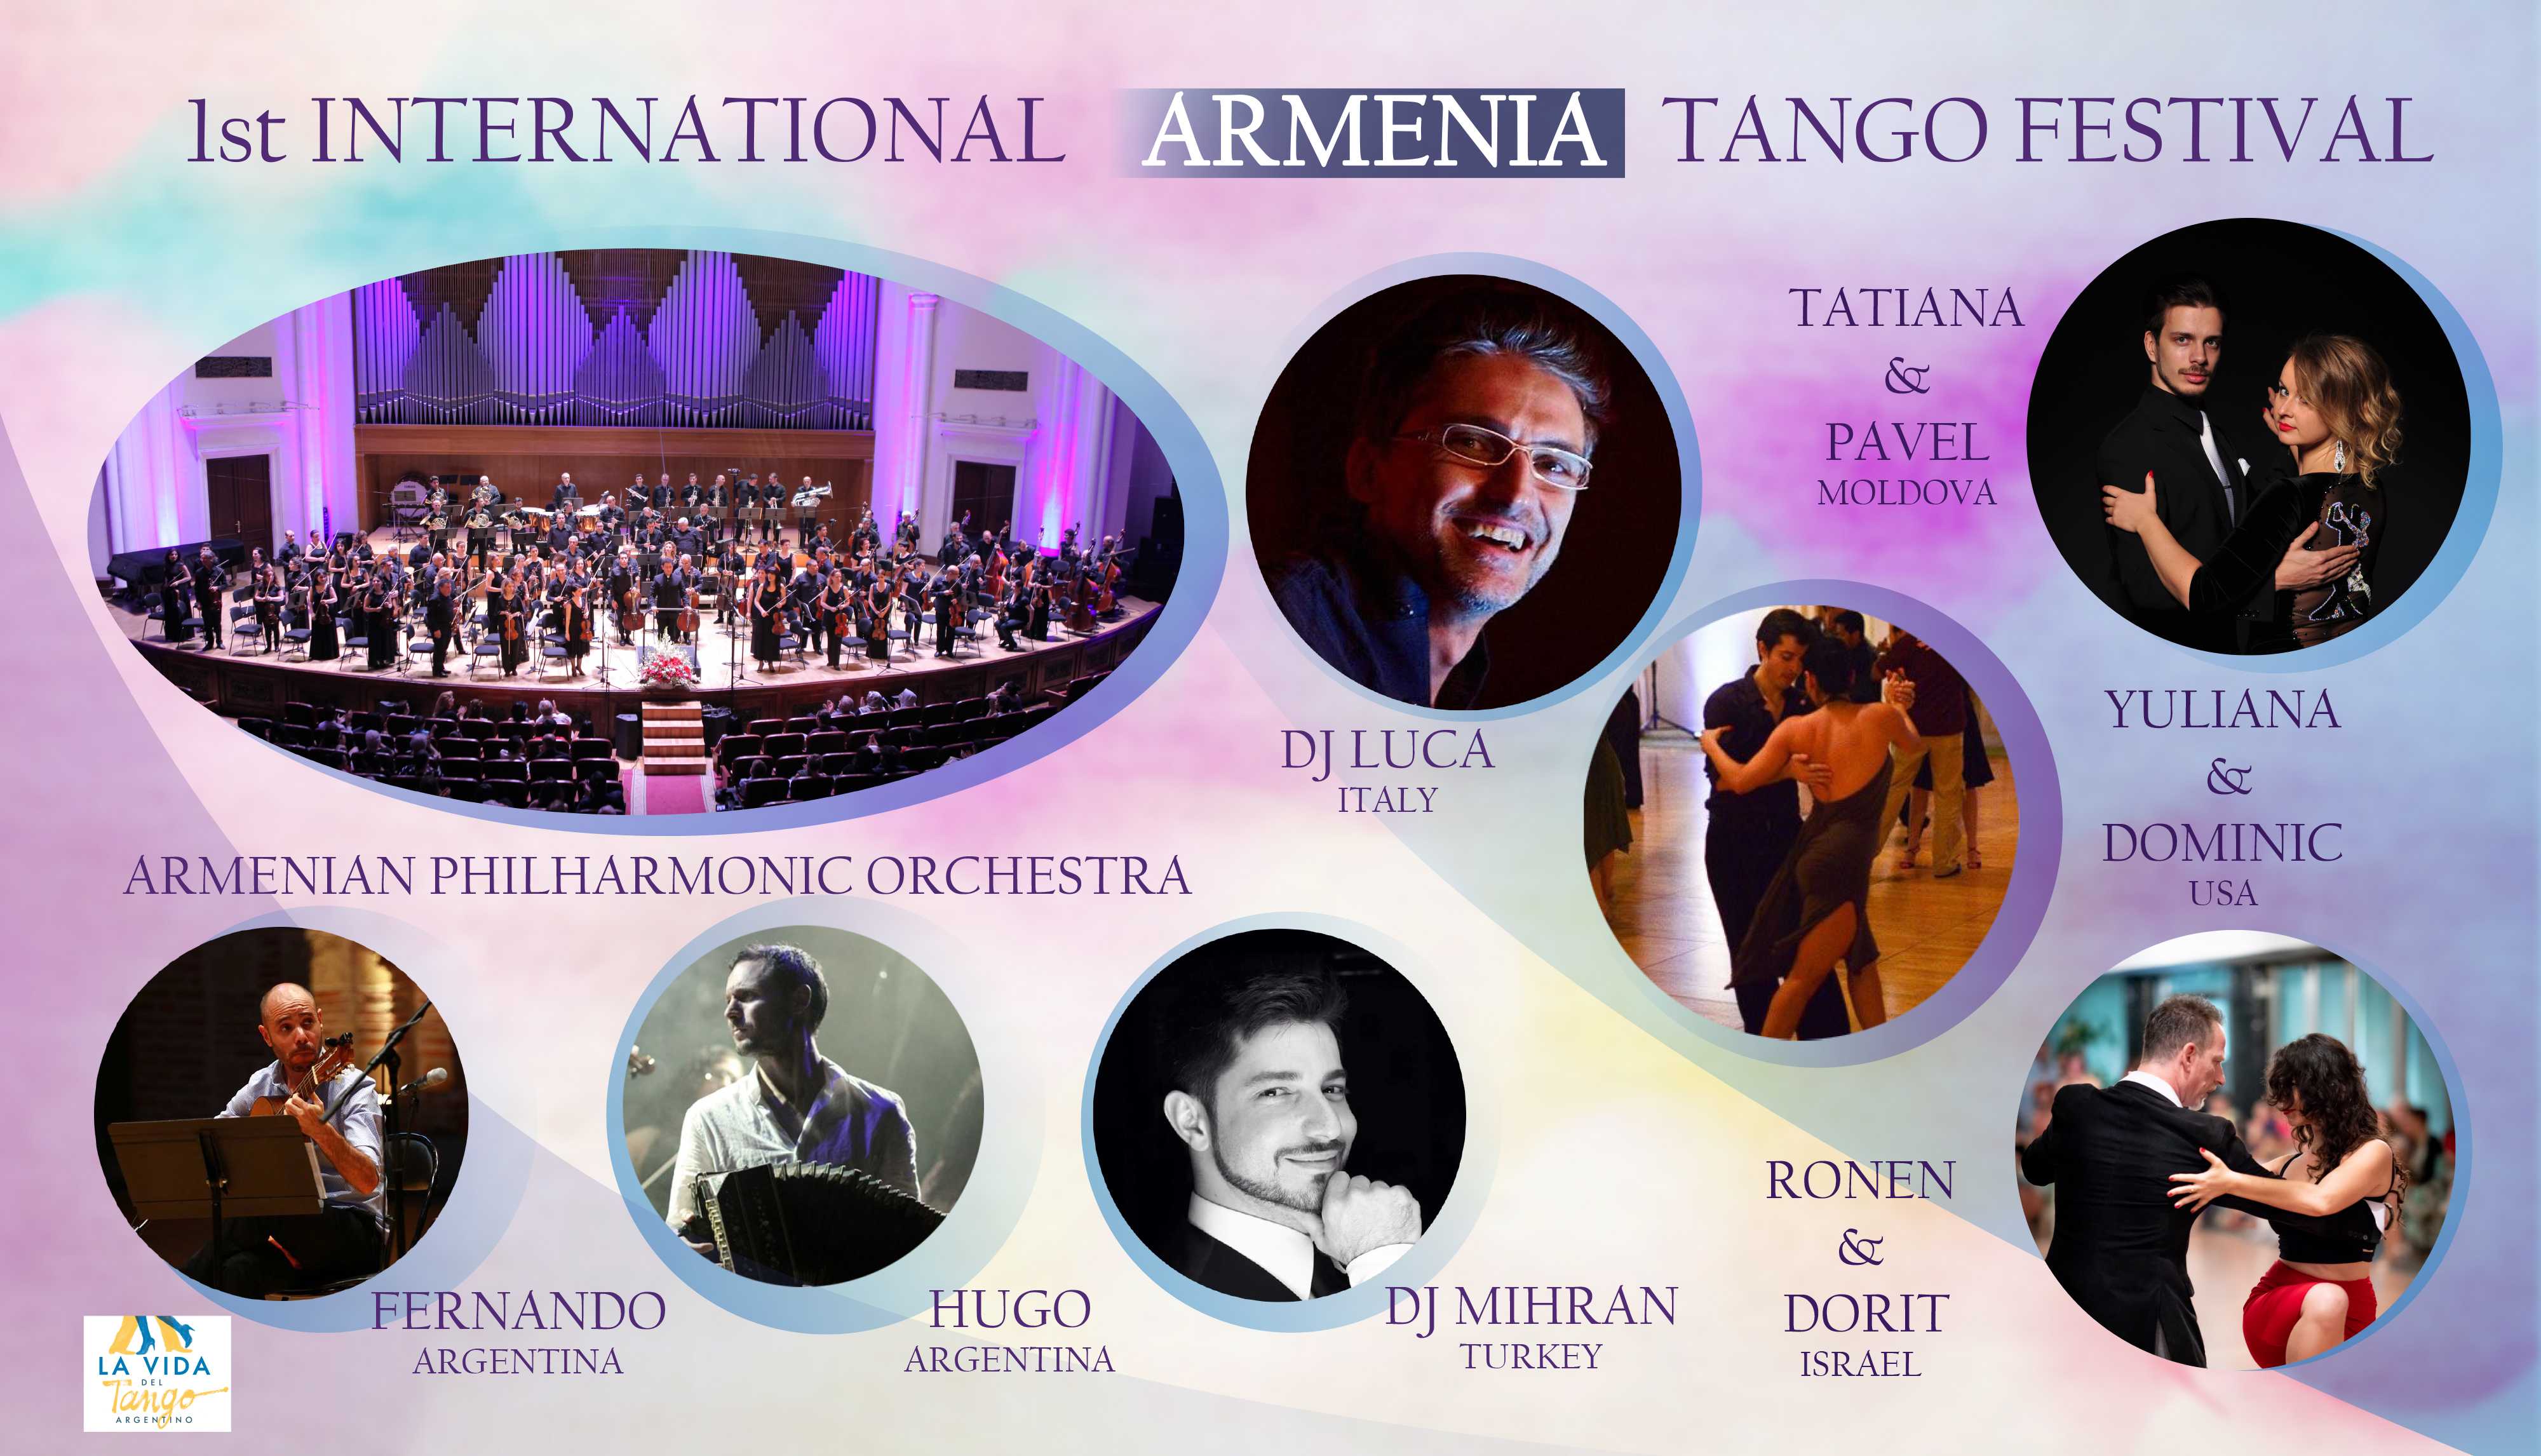 1st INTERNATIONAL ARMENIA TANGO FESTIVAL
TATIANA
&
PAVEL
MOLDOVA
DJ LUCA
ITALY
YULIANA
&
DOMINIC
USA
ARMENIAN PHILHARMONIC ORCHESTRA
FERNANDO
ARGENTINA
HUGO
ARGENTINA
DJ MIHRAN
TURKEY
RONEN
&
DORIT
ISRAEL
LA VIDA
DEL
Tango
ARGENTINO